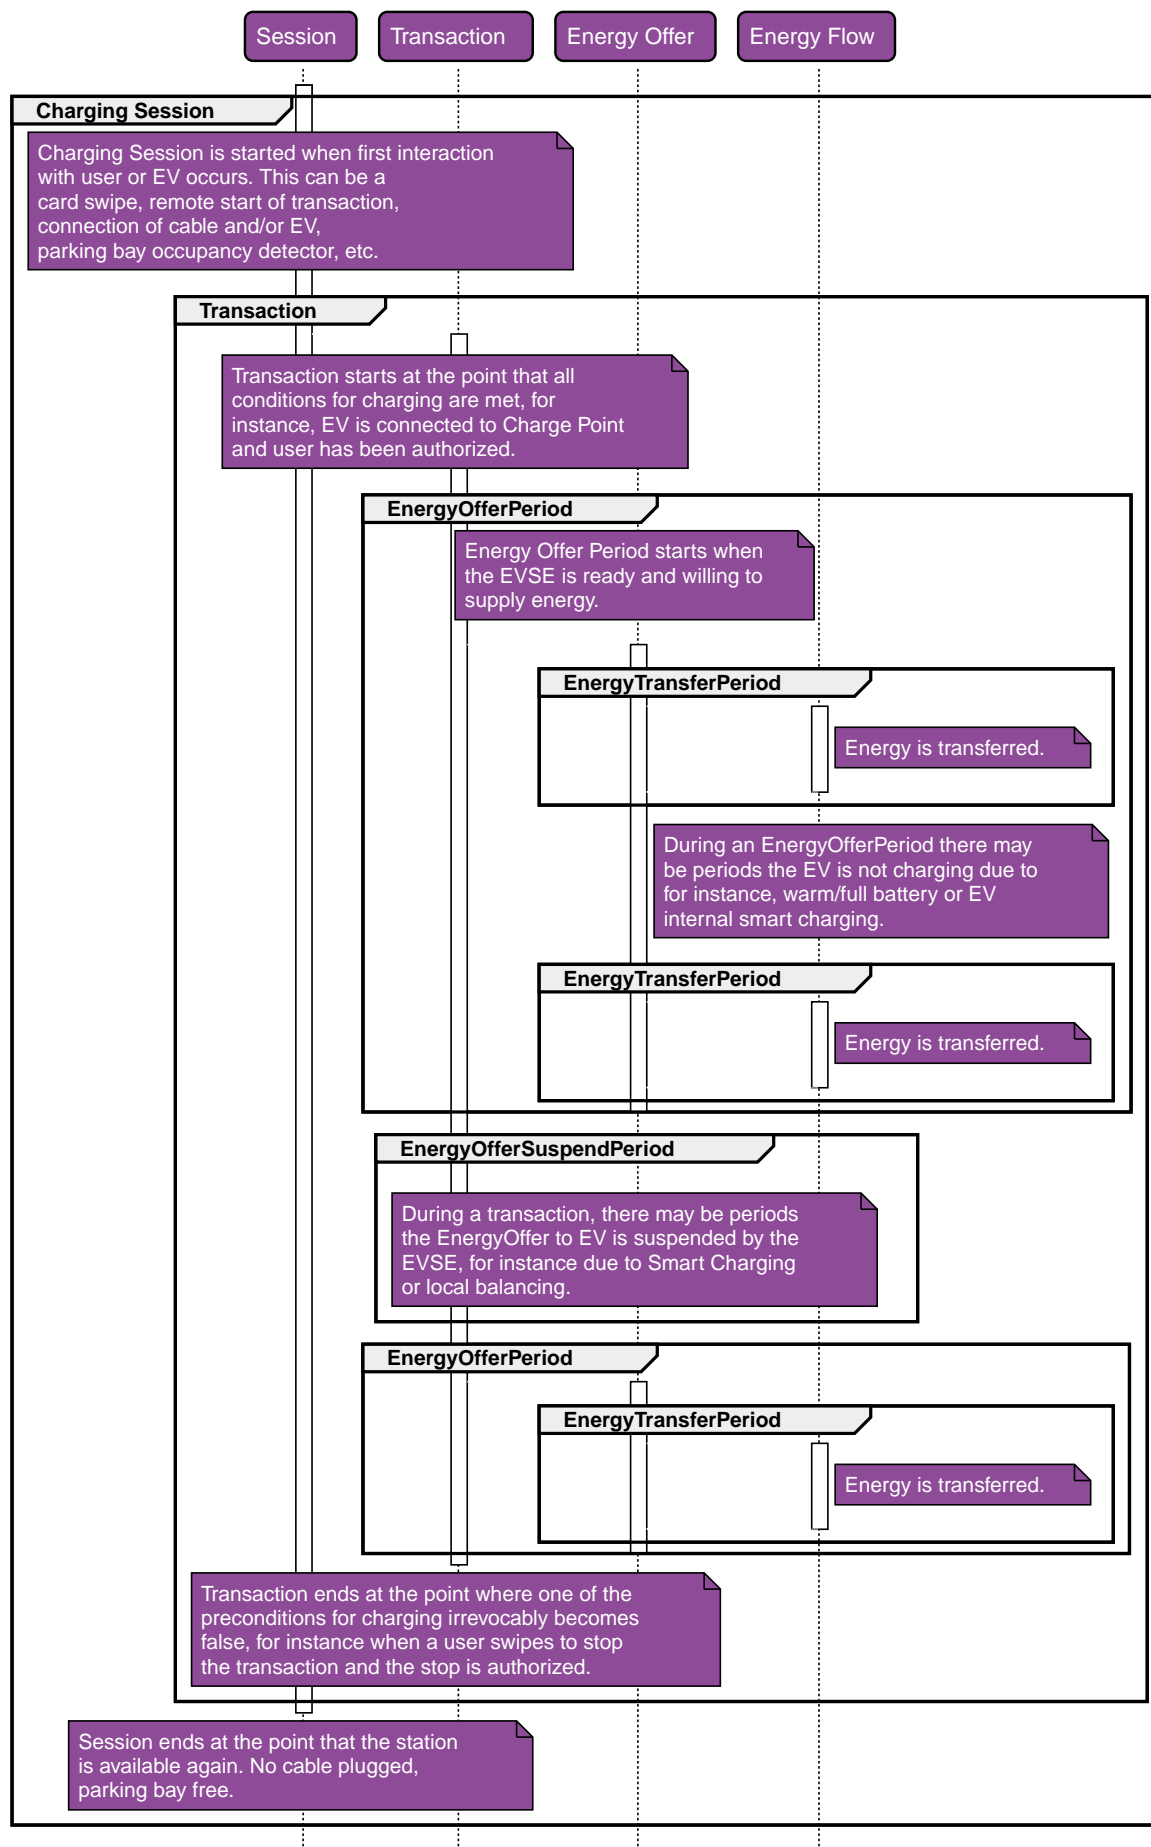 Session
Transaction
Energy Offer
Energy Flow
Charging Session
Charging Session is started when first interaction
with user or EV occurs. This can be a
card swipe, remote start of transaction,
connection of cable and/or EV,
parking bay occupancy detector, etc.
Transaction
Transaction starts at the point that all
conditions for charging are met, for
instance, EV is connected to Charge Point
and user has been authorized.
EnergyOfferPeriod
Energy Offer Period starts when
the EVSE is ready and willing to
supply energy.
EnergyTransferPeriod
Energy is transferred.
During an EnergyOfferPeriod there may
be periods the EV is not charging due to
for instance, warm/full battery or EV
internal smart charging.
EnergyTransferPeriod
Energy is transferred.
EnergyOfferSuspendPeriod
During a transaction, there may be periods
the EnergyOffer to EV is suspended by the
EVSE, for instance due to Smart Charging
or local balancing.
EnergyOfferPeriod
EnergyTransferPeriod
Energy is transferred.
Transaction ends at the point where one of the
preconditions for charging irrevocably becomes
false, for instance when a user swipes to stop
the transaction and the stop is authorized.
Session ends at the point that the station
is available again. No cable plugged,
parking bay free.